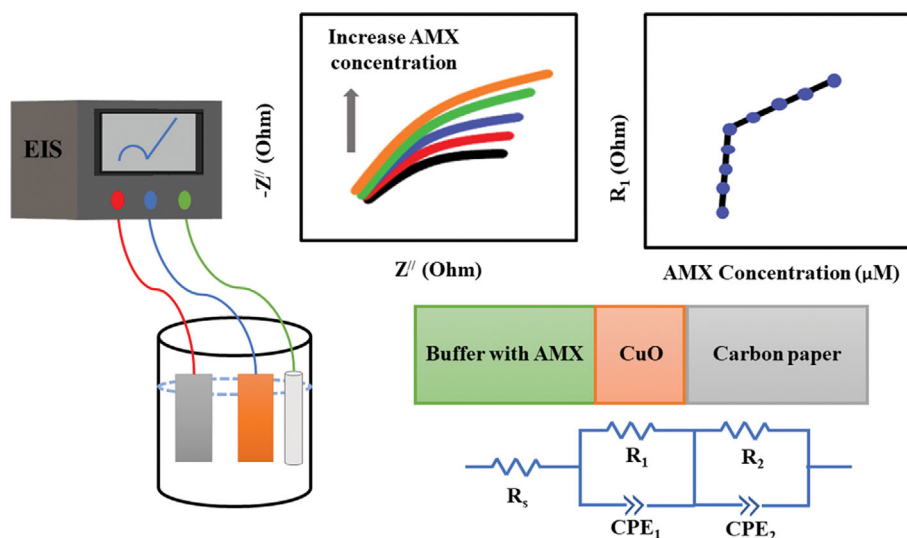 EIS
Increase AMX
concentration
-Z// (Ohm)
Z// (Ohm)
R1 (Ohm)
AMX Concentration (μM)
Buffer with AMX
CuO
Carbon paper
Rs
R1
CPE1
R2
CPE2